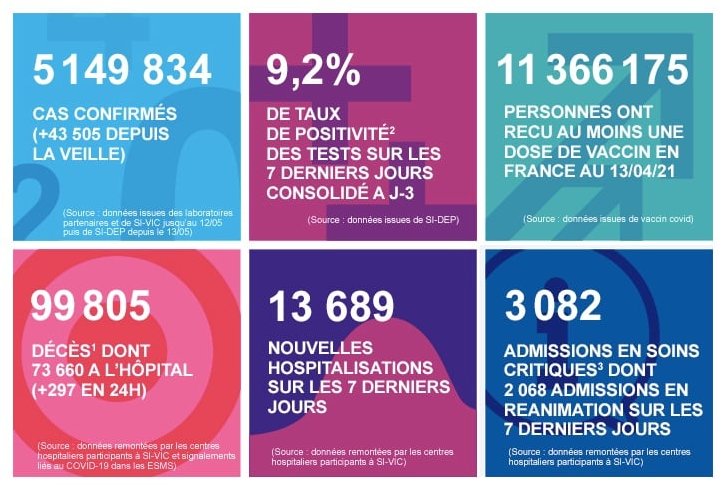 5 149 834
CAS CONFIRMÉS
(+43 505 DEPUIS
LA VEILLE)
(Source : données issues des laboratoires
partenaires et de SI-VIC jusqu'au 12/05
puis de SI-DEP depuis le 13/05)
9,2%
DE TAUX
DE POSITIVITÉ²
DES TESTS SUR LES
7 DERNIERS JOURS
CONSOLIDÉ A J-3
(Source : données issues de SI-DEP)
11 366 175
PERSONNES ONT
RECU AU MOINS UNE
DOSE DE VACCIN EN
FRANCE AU 13/04/21
(Source : données issues de vaccin covid)
99 805
DÉCÈS¹ DONT
73 660 A L'HÔPITAL
(+297 EN 24H)
(Source : données remontées par les centres
hospitaliers participants à SI-VIC et signalements
liés au COVID-19 dans les ESMS)
13 689
NOUVELLES
HOSPITALISATIONS
SUR LES 7 DERNIERS
JOURS
(Source : données remontées par les centres
hospitaliers participants à SI-VIC)
3 082
ADMISSIONS EN SOINS
CRITIQUES³ DONT
2 068 ADMISSIONS EN
REANIMATION SUR LES
7 DERNIERS JOURS
(Source : données remontées par les centres
hospitaliers participants à SI-VIC)